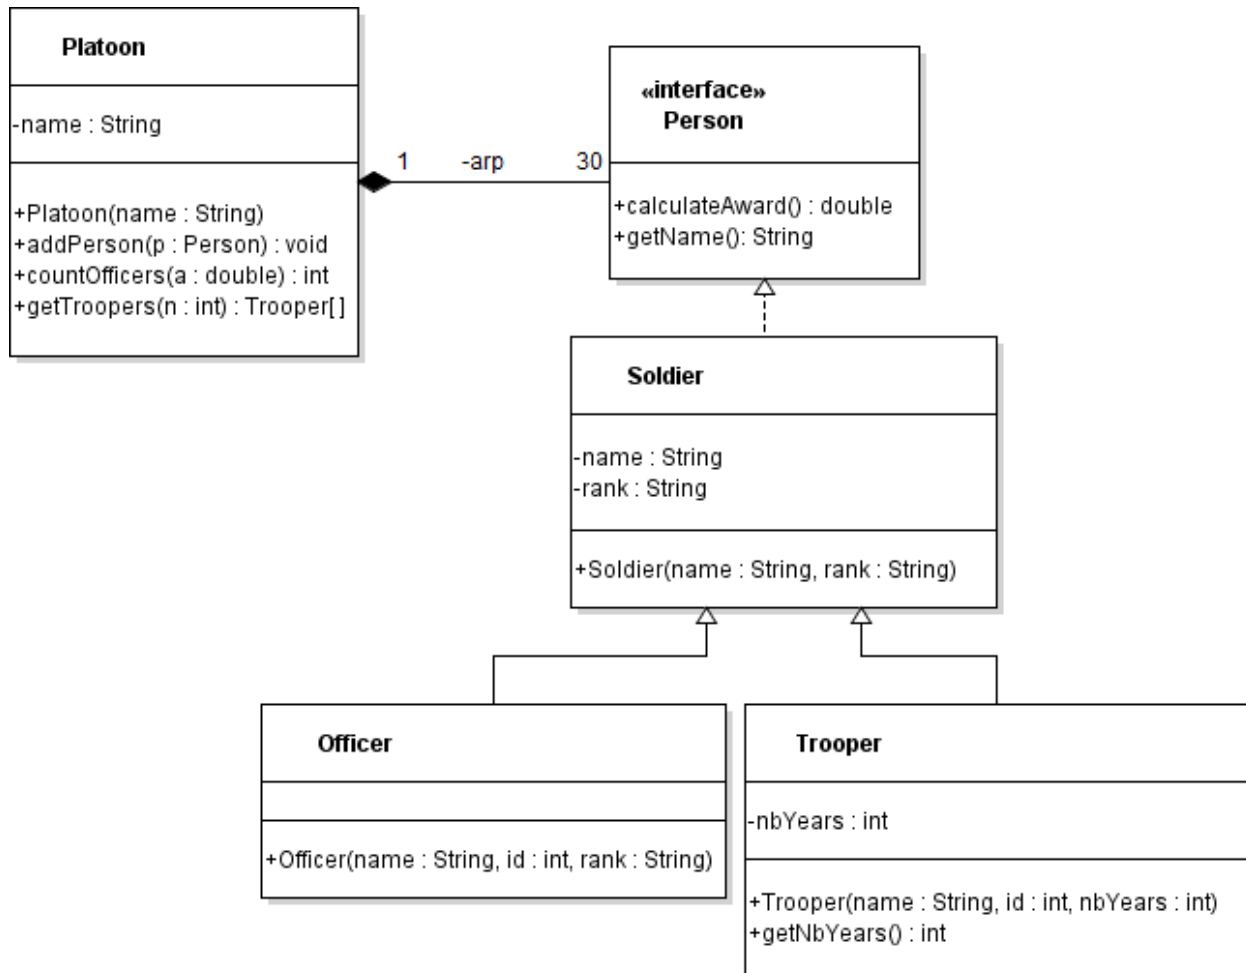 Platoon
-name : String
+Platoon(name : String)
+addPerson(p : Person) : void
+countOfficers(a : double) : int
+getTroopers(n : int) : Trooper[ ]
1 -arp 30
«interface»
Person
+calculateAward() : double
+getName(): String
Soldier
-name : String
-rank : String
+Soldier(name : String, rank : String)
Officer
+Officer(name : String, id : int, rank : String)
Trooper
-nbYears : int
+Trooper(name : String, id : int, nbYears : int)
+getNbYears() : int